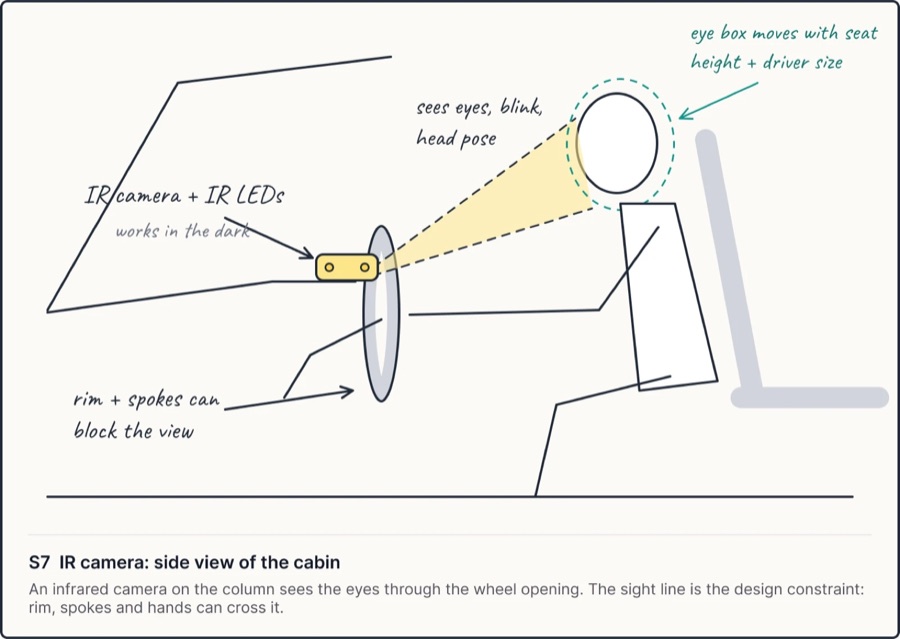 eye box moves with seat
height + driver size
sees eyes, blink,
head pose
IR camera + IR LEDs
works in the dark
rim + spokes can
block the view
S7 IR camera: side view of the cabin
An infrared camera on the column sees the eyes through the wheel opening. The sight line is the design constraint:
rim, spokes and hands can cross it.